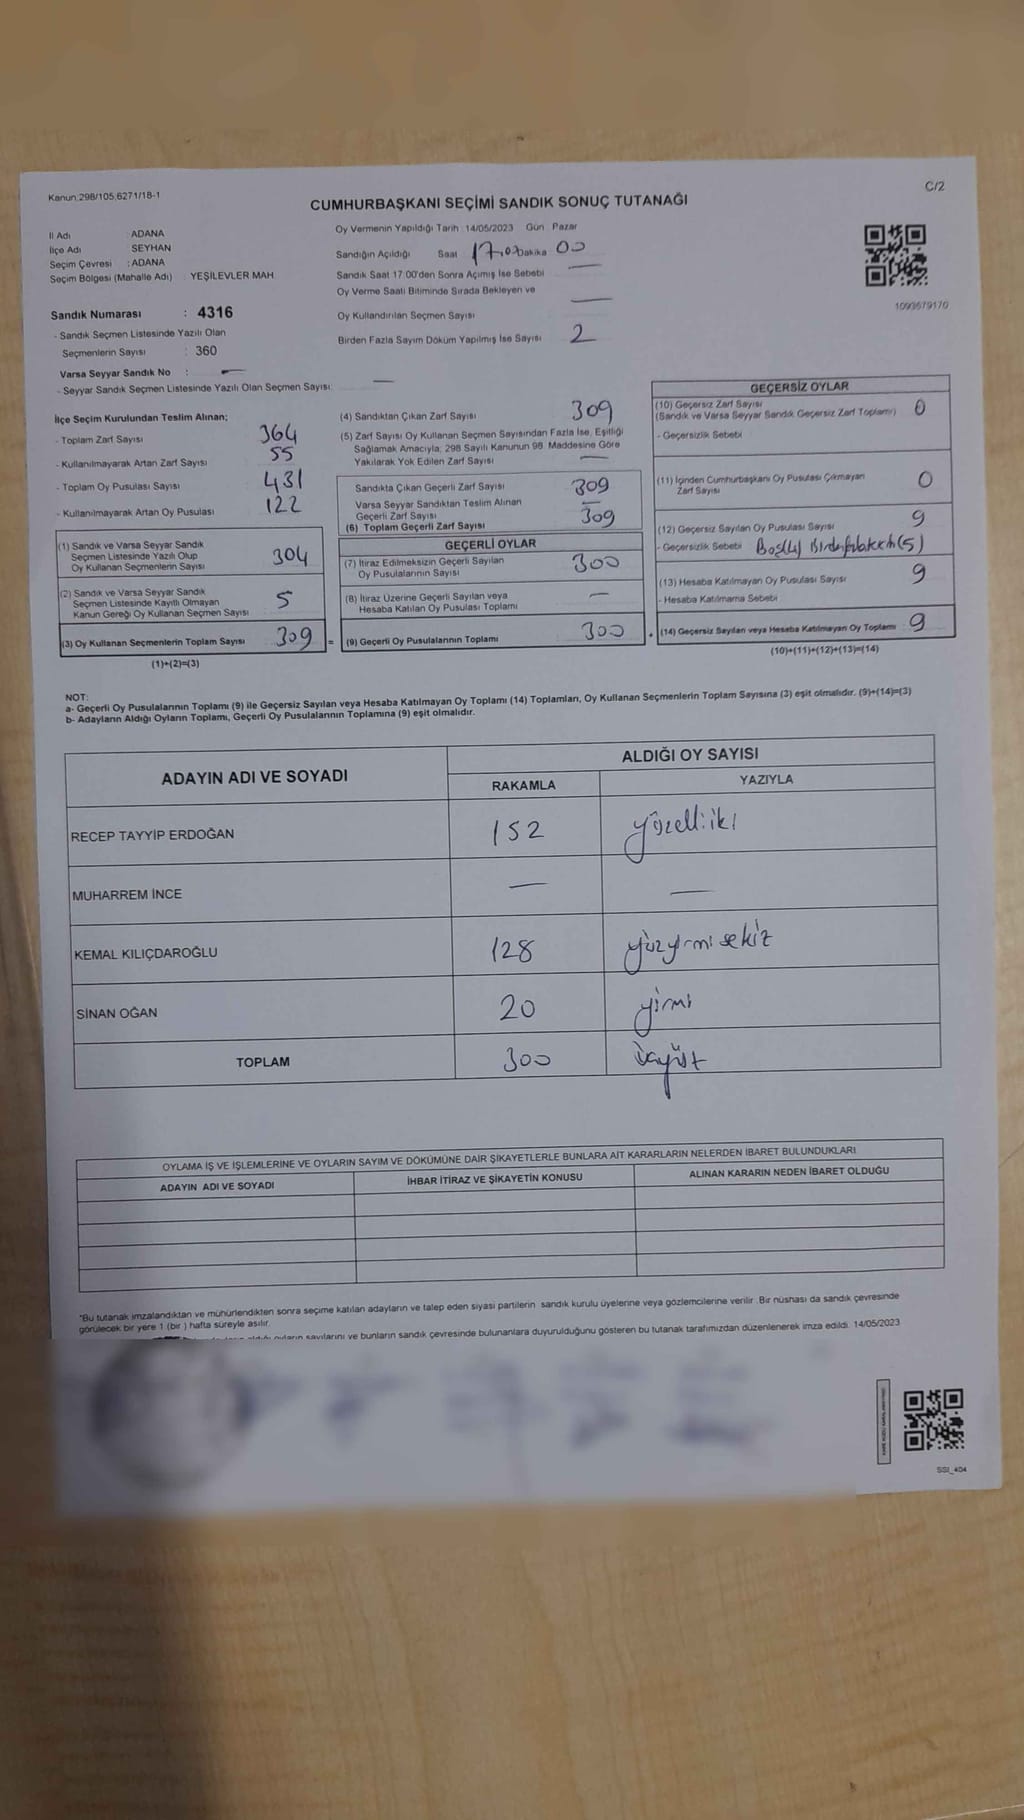 Kanun:298/105,6271/18-1
C/2
CUMHURBAŞKANI SEÇİMİ SANDIK SONUÇ TUTANAĞI
İl Adı : ADANA
İlçe Adı : SEYHAN
Seçim Çevresi : ADANA
Seçim Bölgesi (Mahalle Adı) : YEŞİLEVLER MAH.
Sandık Numarası : 4316
- Sandık Seçmen Listesinde Yazılı Olan
Seçmenlerin Sayısı : 360
Varsa Seyyar Sandık No : —
- Seyyar Sandık Seçmen Listesinde Yazılı Olan Seçmen Sayısı: —
Oy Vermenin Yapıldığı Tarih : 14/05/2023 Gün : Pazar
Sandığın Açıldığı Saat 17.00 Dakika 00
Sandık Saat 17:00'den Sonra Açımış İse Sebebi —
Oy Verme Saati Bitiminde Sırada Bekleyen ve
Oy Kullandırılan Seçmen Sayısı —
Birden Fazla Sayım Döküm Yapılmış İse Sayısı 2
1093679170
İlçe Seçim Kurulundan Teslim Alınan;
- Toplam Zarf Sayısı 364
- Kullanılmayarak Artan Zarf Sayısı 55
- Toplam Oy Pusulası Sayısı 431
- Kullanılmayarak Artan Oy Pusulası 122
(1) Sandık ve Varsa Seyyar Sandık
Seçmen Listesinde Yazılı Olup
Oy Kullanan Seçmenlerin Sayısı 304
(2) Sandık ve Varsa Seyyar Sandık
Seçmen Listesinde Kayıtlı Olmayan
Kanun Gereği Oy Kullanan Seçmen Sayısı 5
(3) Oy Kullanan Seçmenlerin Toplam Sayısı 309 =
(1)+(2)=(3)
(4) Sandıktan Çıkan Zarf Sayısı 309
(5) Zarf Sayısı Oy Kullanan Seçmen Sayısından Fazla İse, Eşitliği
Sağlamak Amacıyla; 298 Sayılı Kanunun 98. Maddesine Göre
Yakılarak Yok Edilen Zarf Sayısı —
Sandıkta Çıkan Geçerli Zarf Sayısı 309
Varsa Seyyar Sandıktan Teslim Alınan
Geçerli Zarf Sayısı —
(6) Toplam Geçerli Zarf Sayısı 309
GEÇERLİ OYLAR
(7) İtiraz Edilmeksizin Geçerli Sayılan
Oy Pusulalarının Sayısı 300
(8) İtiraz Üzerine Geçerli Sayılan veya
Hesaba Katılan Oy Pusulası Toplamı —
(9) Geçerli Oy Pusulalarının Toplamı 300
GEÇERSİZ OYLAR
(10) Geçersiz Zarf Sayısı
(Sandık ve Varsa Seyyar Sandık Geçersiz Zarf Toplamı) 0
- Geçersizlik Sebebi
(11) İçinden Cumhurbaşkanı Oy Pusulası Çıkmayan
Zarf Sayısı 0
(12) Geçersiz Sayılan Oy Pusulası Sayısı 9
- Geçersizlik Sebebi
(13) Hesaba Katılmayan Oy Pusulası Sayısı 9
- Hesaba Katılmama Sebebi
(14) Geçersiz Sayılan veya Hesaba Katılmayan Oy Toplamı 9
(10)+(11)+(12)+(13)=(14)
NOT:
a- Geçerli Oy Pusulalarının Toplamı (9) ile Geçersiz Sayılan veya Hesaba Katılmayan Oy Toplamı (14) Toplamları, Oy Kullanan Seçmenlerin Toplam Sayısına (3) eşit olmalıdır. (9)+(14)=(3)
b- Adayların Aldığı Oyların Toplamı, Geçerli Oy Pusulalarının Toplamına (9) eşit olmalıdır.
ADAYIN ADI VE SOYADI
ALDIĞI OY SAYISI
RAKAMLA YAZIYLA
RECEP TAYYİP ERDOĞAN 152 yüzelliiki
MUHARREM İNCE — —
KEMAL KILIÇDAROĞLU 128 yüzyirmisekiz
SİNAN OĞAN 20 yirmi
TOPLAM 300
OYLAMA İŞ VE İŞLEMLERİNE VE OYLARIN SAYIM VE DÖKÜMÜNE DAİR ŞİKAYETLERLE BUNLARA AİT KARARLARIN NELERDEN İBARET BULUNDUKLARI
ADAYIN ADI VE SOYADI İHBAR İTİRAZ VE ŞİKAYETİN KONUSU ALINAN KARARIN NEDEN İBARET OLDUĞU
"Bu tutanak imzalandıktan ve mühürlendikten sonra seçime katılan adayların ve talep eden siyasi partilerin sandık kurulu üyelerine veya gözlemcilerine verilir. Bir nüshası da sandık çevresinde
görülecek bir yere 1 (bir ) hafta süreyle asılır.
oyların sayılarını ve bunların sandık çevresinde bulunanlara duyurulduğunu gösteren bu tutanak tarafımızdan düzenlenerek imza edildi. 14/05/2023
SSI_404